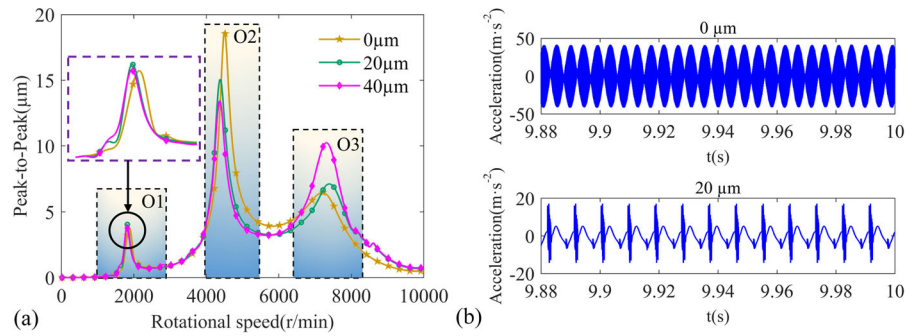 20
15
10
5
0
Peak-to-Peak(μm)
O1
O2
O3
0μm
20μm
40μm
0 2000 4000 6000 8000 10000
Rotational speed(r/min)
(a)
0 μm
Acceleration(m·s⁻²)
50
0
-50
9.88 9.9 9.92 9.94 9.96 9.98 10
t(s)
20 μm
Acceleration(m·s⁻²)
20
0
-20
9.88 9.9 9.92 9.94 9.96 9.98 10
t(s)
(b)